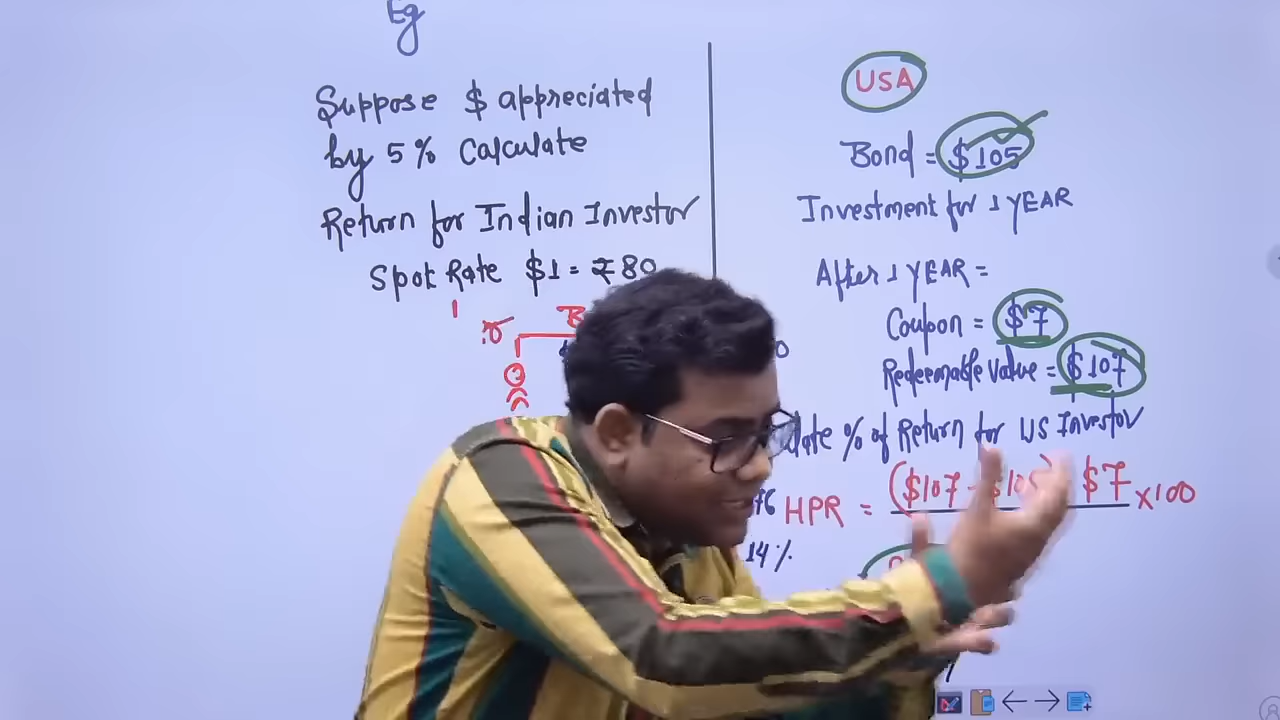 Eg
Suppose $ appreciated
by 5% Calculate
Return for Indian Investor
Spot Rate $1 = ₹80
USA
Bond = $105
Investment for 1 YEAR
After 1 YEAR =
Coupon = $7
Redeemable Value = $107
% of Return for US Investor
HPR = ($107 - $105) $7 x100
14%